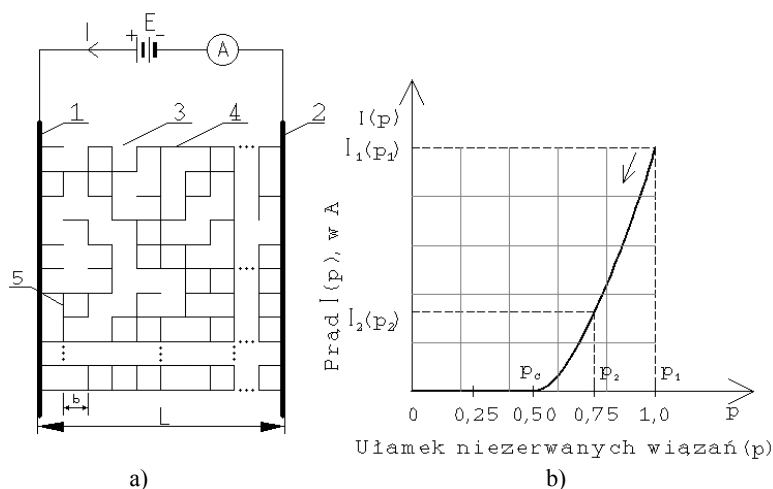 I + E - A
1 3 4 2
5
b
L
a)
I(p)
I₁(p₁)
I₂(p₂)
Prąd I(p), w A
p꜀ p₂ p₁
0 0,25 0,50 0,75 1,0 p
Ułamek niezerwanych wiązań (p)
b)